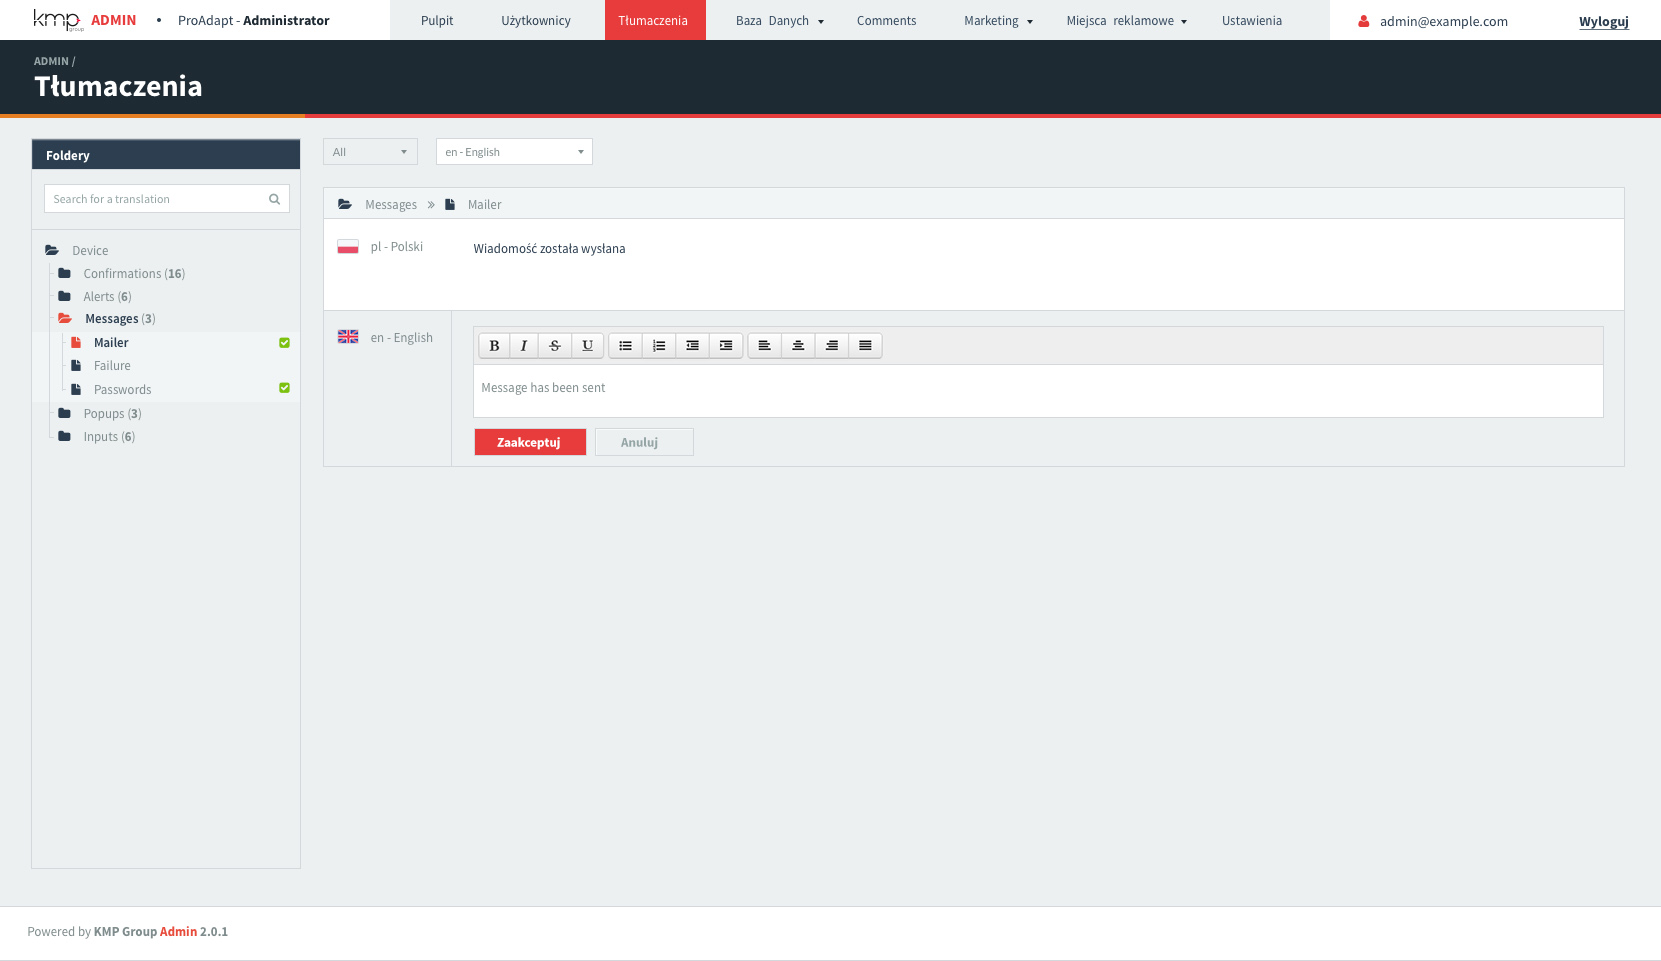 kmp group ADMIN • ProAdapt - Administrator Pulpit Użytkownicy Tłumaczenia Baza Danych Comments Marketing Miejsca reklamowe Ustawienia admin@example.com Wyloguj
ADMIN /
Tłumaczenia
Foldery
Search for a translation
Device
Confirmations (16)
Alerts (6)
Messages (3)
Mailer
Failure
Passwords
Popups (3)
Inputs (6)
All en - English
Messages » Mailer
pl - Polski Wiadomość została wysłana
en - English
B I S U
Message has been sent
Zaakceptuj Anuluj
Powered by KMP Group Admin 2.0.1